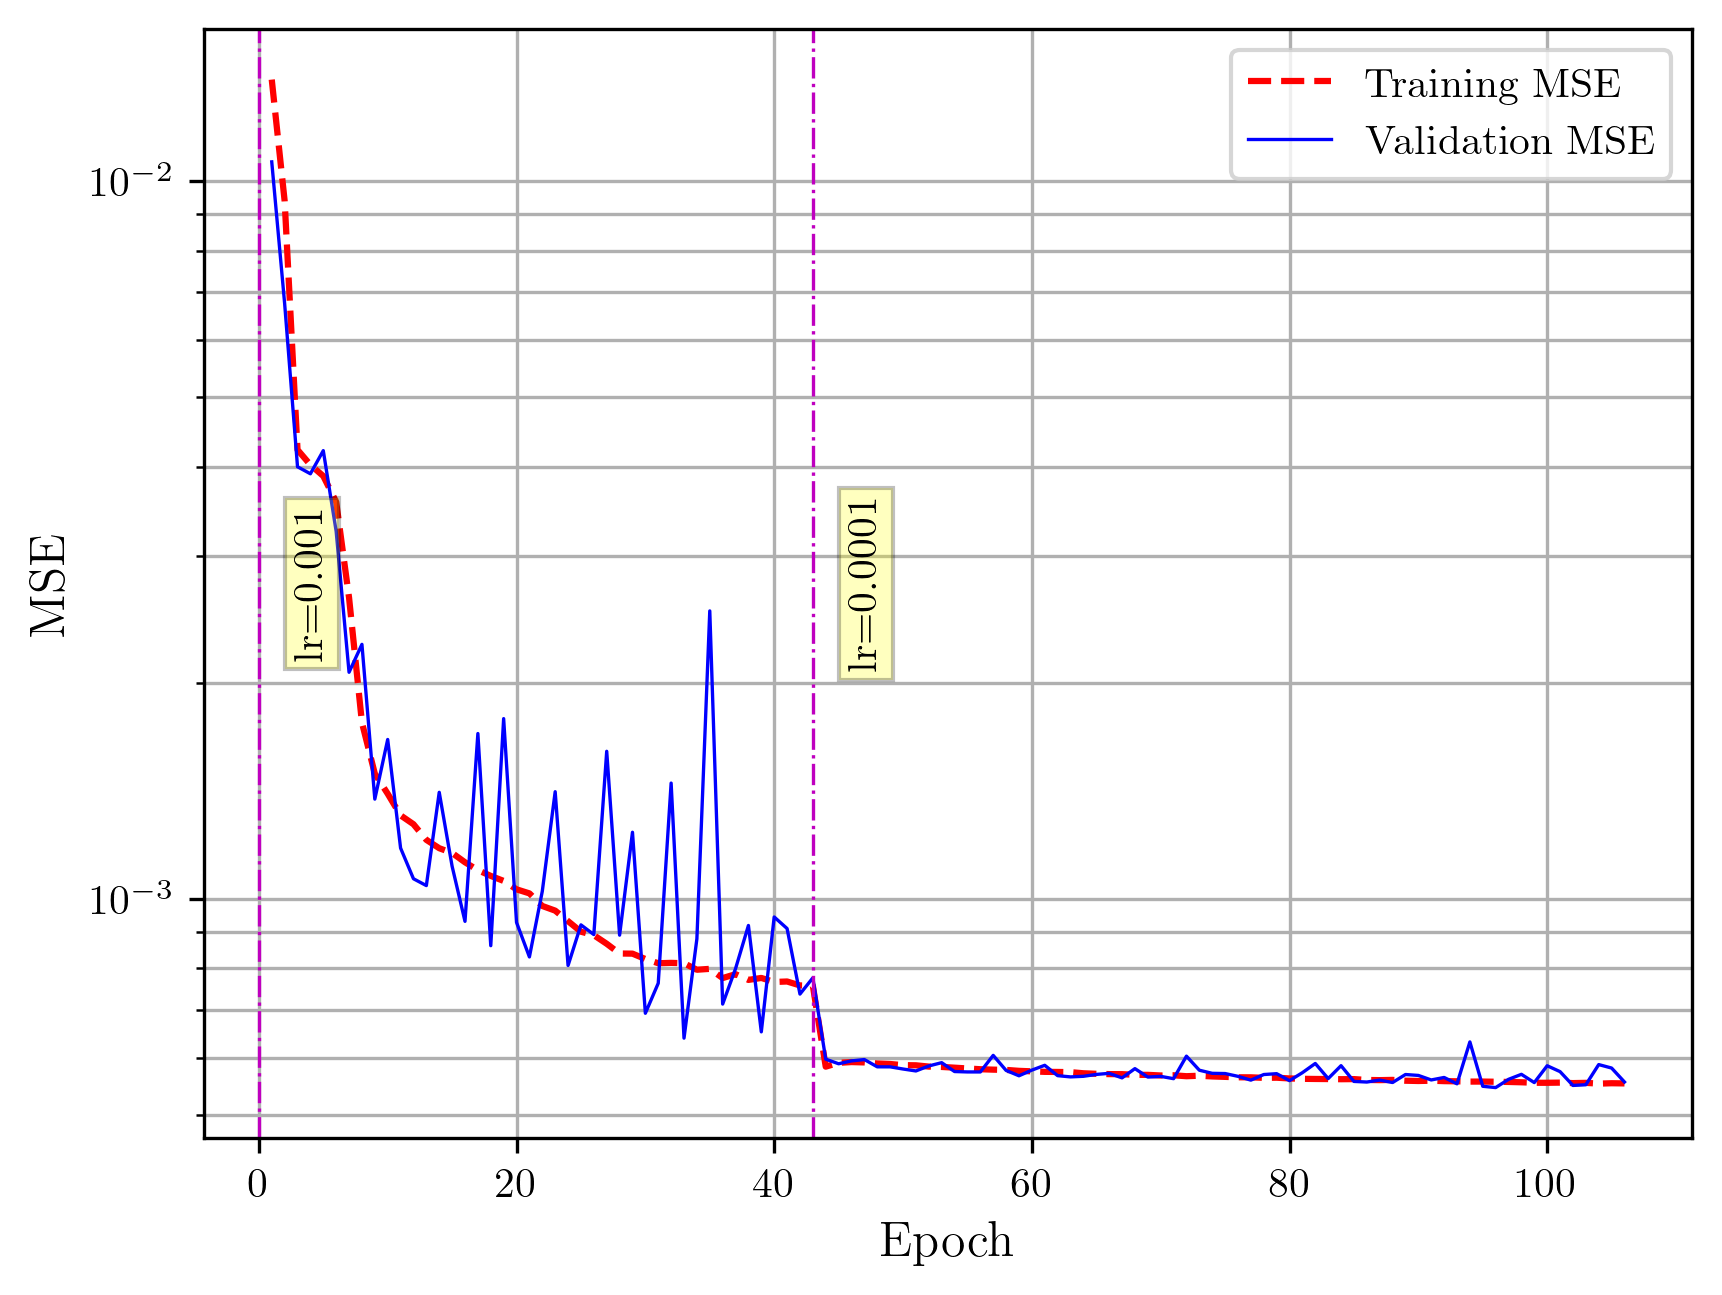 Training MSE
Validation MSE
10⁻²
10⁻³
MSE
lr=0.001
lr=0.0001
0 20 40 60 80 100
Epoch